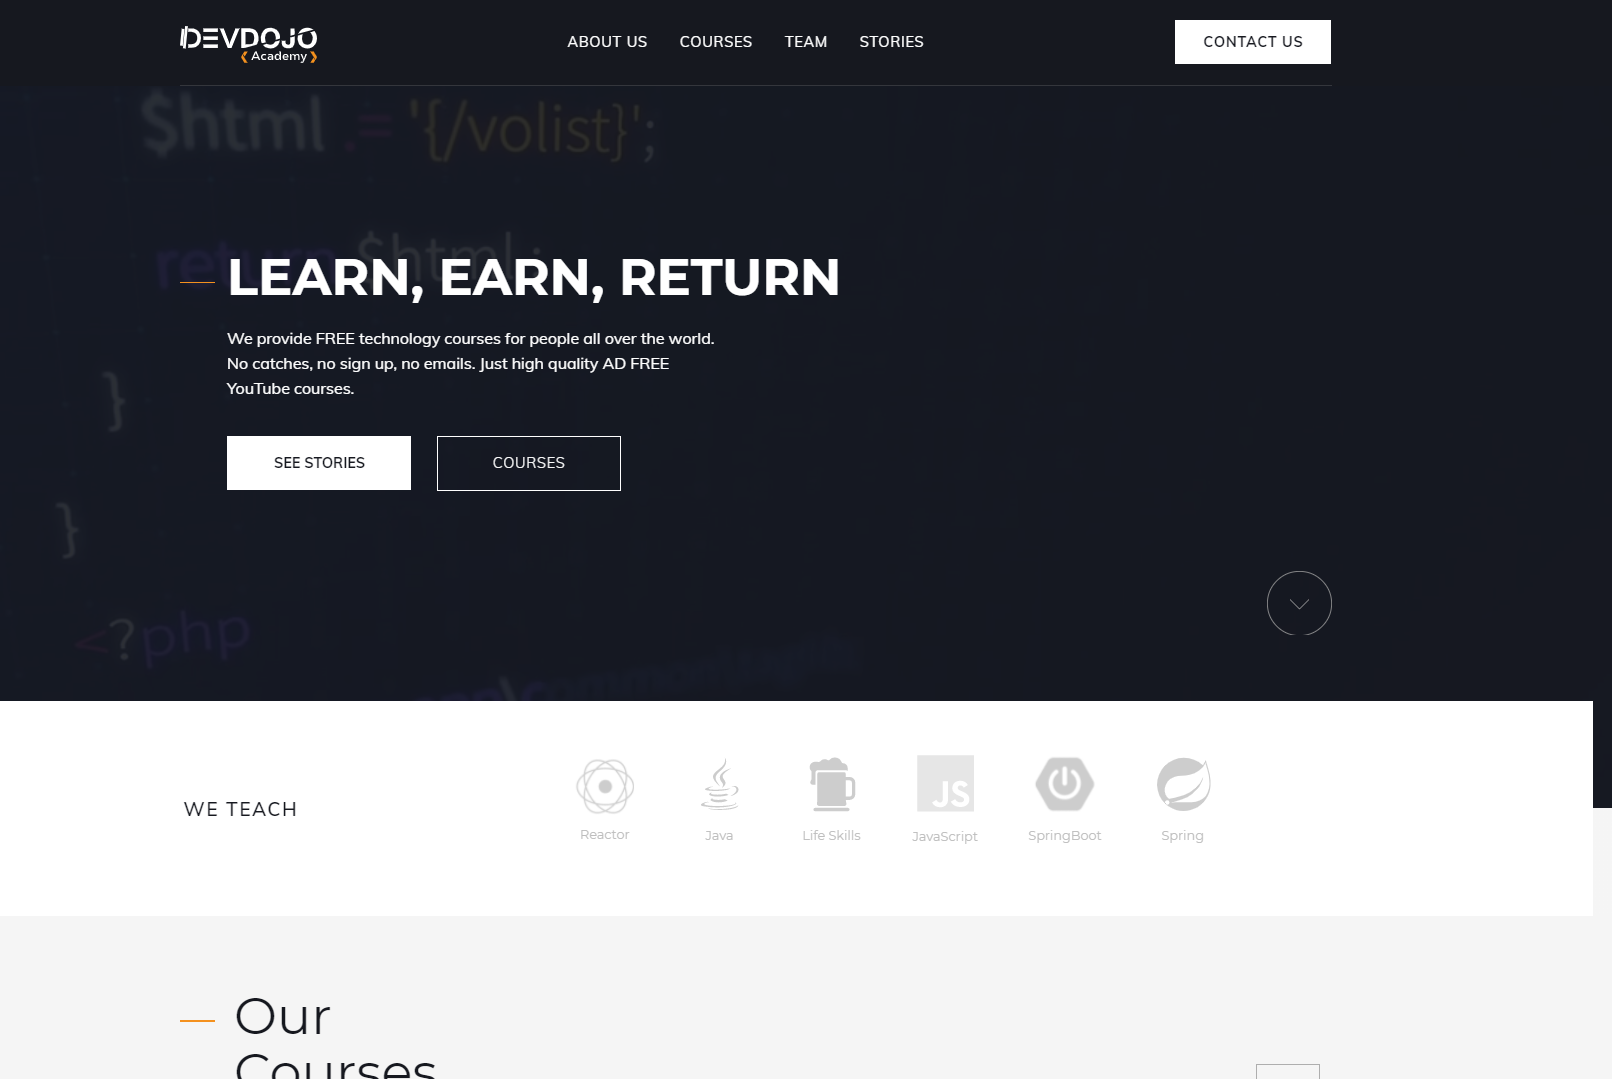 DEVDOJO
❮ Academy ❯
ABOUT US
COURSES
TEAM
STORIES
CONTACT US
$html .= '{/volist}';
return $html;
LEARN, EARN, RETURN
We provide FREE technology courses for people all over the world.
No catches, no sign up, no emails. Just high quality AD FREE
YouTube courses.
}
SEE STORIES
COURSES
}
<?php
WE TEACH
JS
Reactor
Java
Life Skills
JavaScript
SpringBoot
Spring
Our
Courses